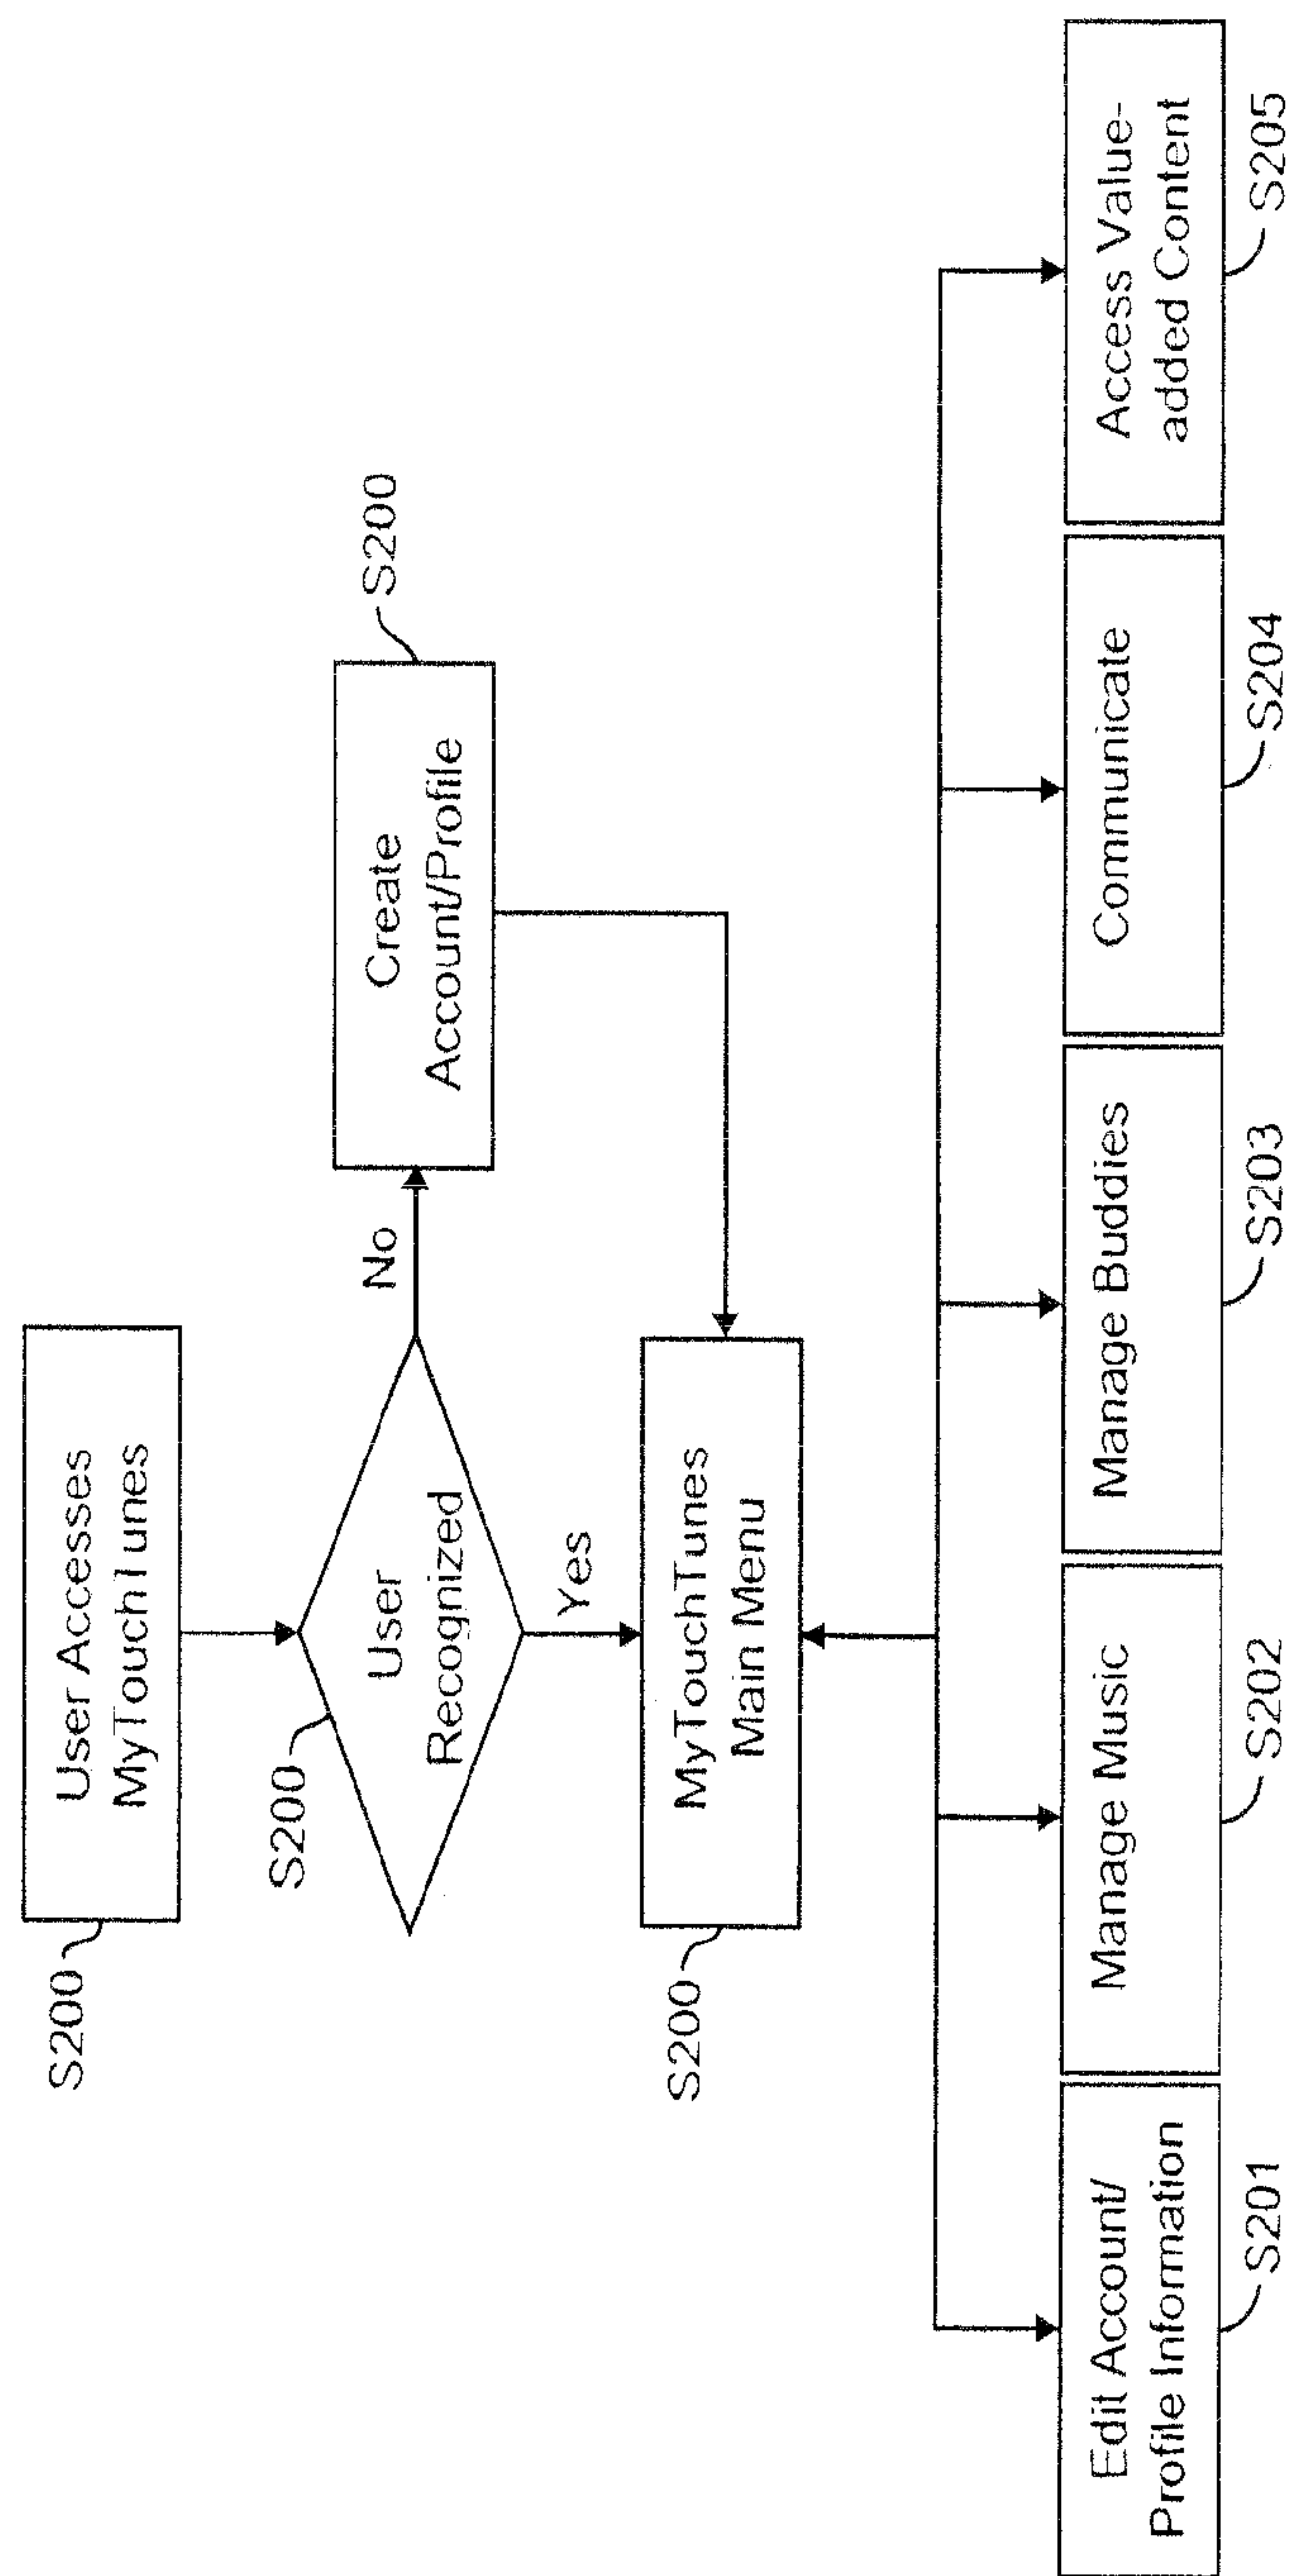 User Accesses
MyTouchTunes
S200
S200
User
Recognized
No
Create
Account/Profile
S200
Yes
MyTouchTunes
Main Menu
S200
Edit Account/
Profile Information
S201
Manage Music
S202
Manage Buddies
S203
Communicate
S204
Access Value-
added Content
S205